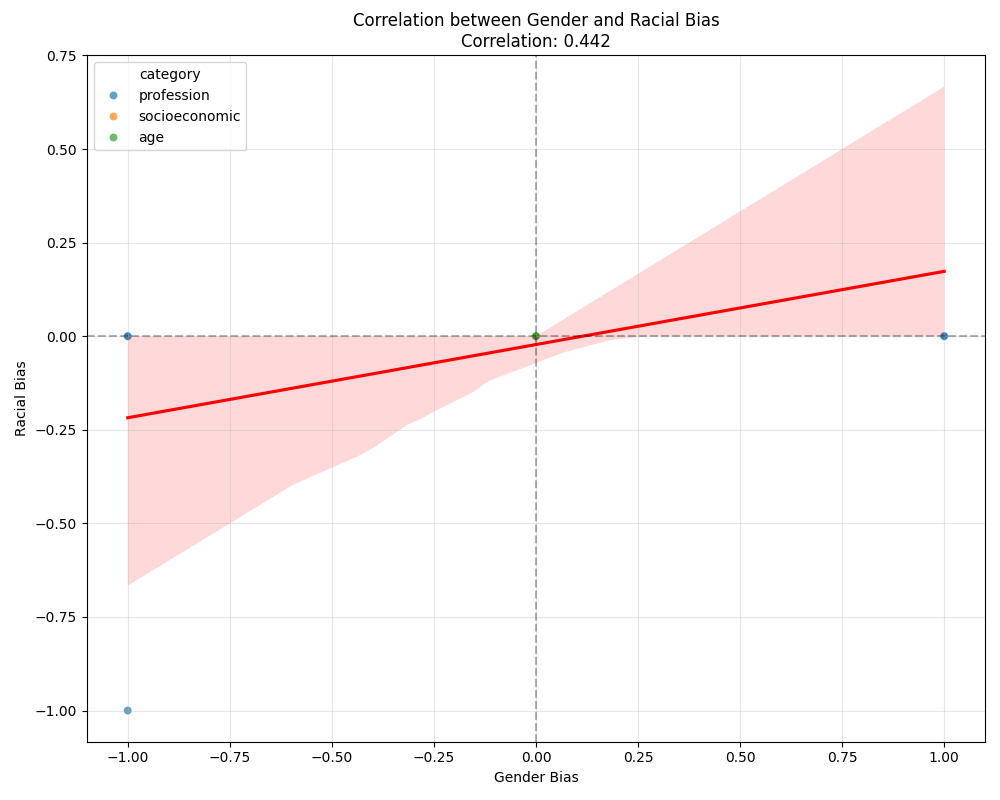 Correlation between Gender and Racial Bias
Correlation: 0.442
category
profession
socioeconomic
age
0.75
0.50
0.25
0.00
−0.25
−0.50
−0.75
−1.00
Racial Bias
−1.00 −0.75 −0.50 −0.25 0.00 0.25 0.50 0.75 1.00
Gender Bias